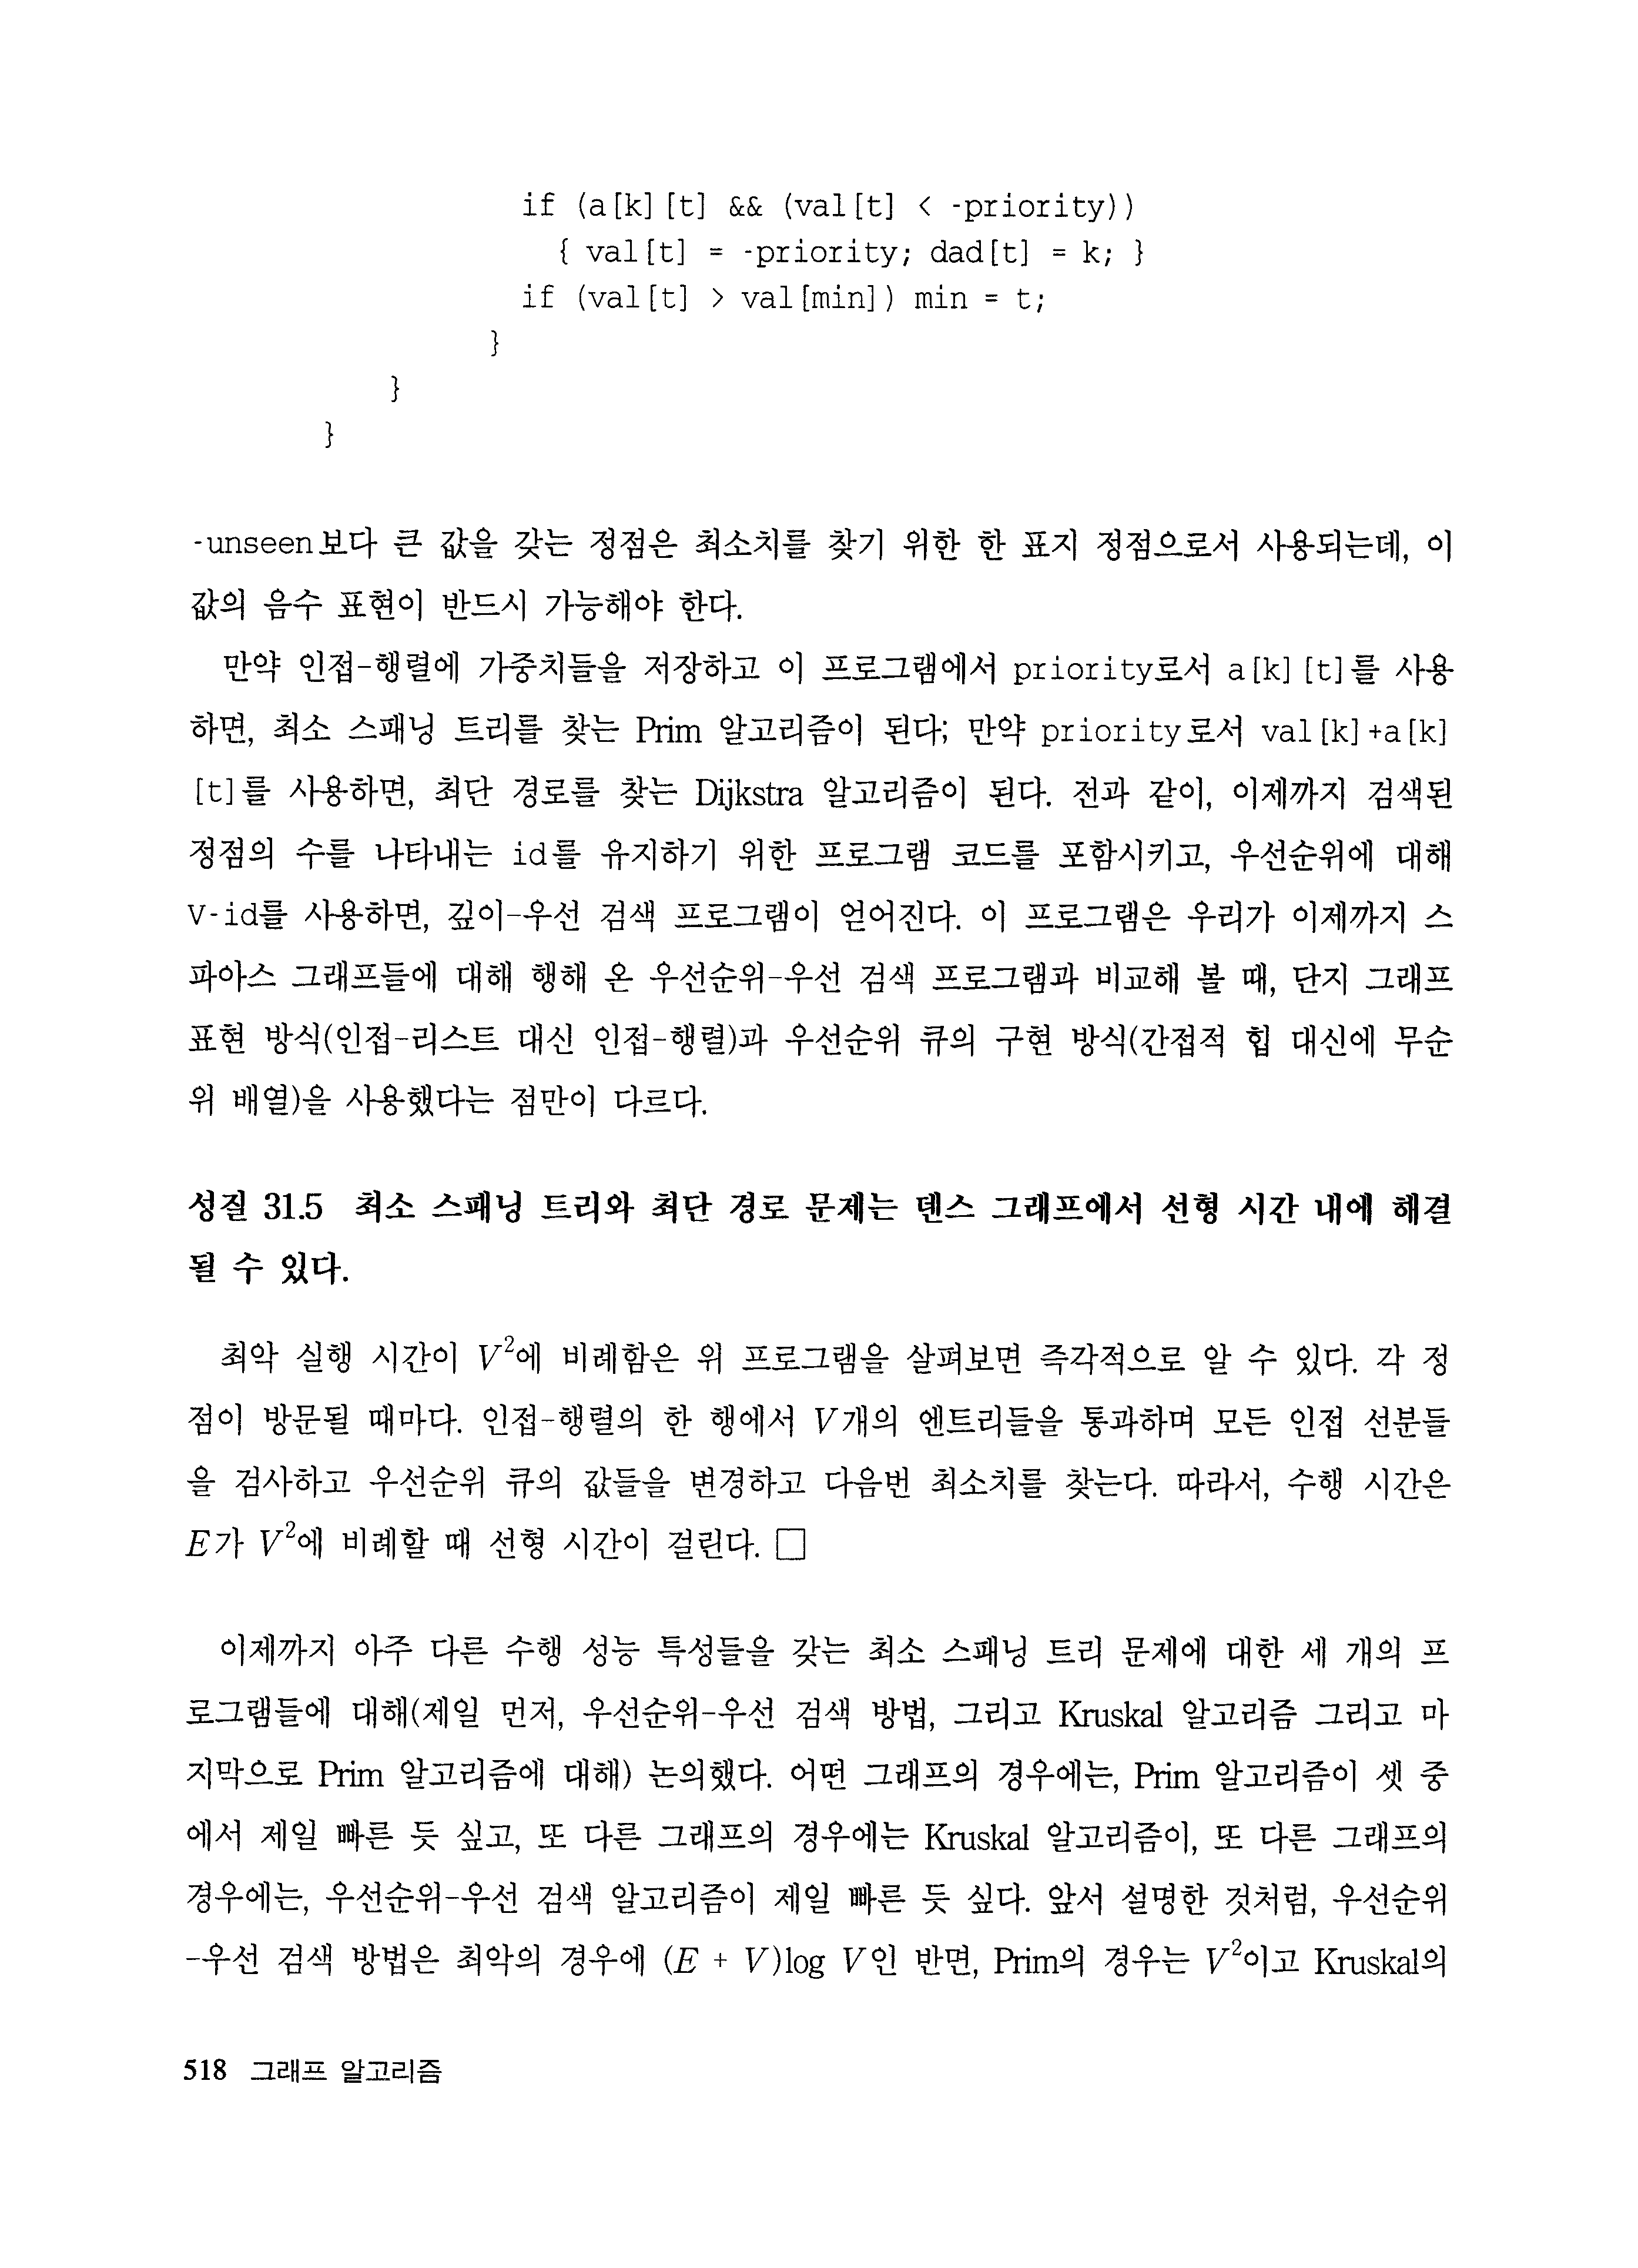 if (a[k][t] && (val[t] < -priority))
{ val[t] = -priority; dad[t] = k; }
if (val[t] > val[min]) min = t;
}
}
}
-unseen보다 큰 값을 갖는 정점은 최소치를 찾기 위한 한 표지 정점으로서 사용되는데, 이
값의 음수 표현이 반드시 가능해야 한다.
만약 인접-행렬에 가중치들을 저장하고 이 프로그램에서 priority로서 a[k][t]를 사용
하면, 최소 스패닝 트리를 찾는 Prim 알고리즘이 된다; 만약 priority로서 val[k]+a[k]
[t]를 사용하면, 최단 경로를 찾는 Dijkstra 알고리즘이 된다. 전과 같이, 이제까지 검색된
정점의 수를 나타내는 id를 유지하기 위한 프로그램 코드를 포함시키고, 우선순위에 대해
V-id를 사용하면, 깊이-우선 검색 프로그램이 얻어진다. 이 프로그램은 우리가 이제까지 스
파아스 그래프들에 대해 행해 온 우선순위-우선 검색 프로그램과 비교해 볼 때, 단지 그래프
표현 방식(인접-리스트 대신 인접-행렬)과 우선순위 큐의 구현 방식(간접적 힙 대신에 무순
위 배열)을 사용했다는 점만이 다르다.
성질 31.5 최소 스패닝 트리와 최단 경로 문제는 덴스 그래프에서 선형 시간 내에 해결
될 수 있다.
최악 실행 시간이 V²에 비례함은 위 프로그램을 살펴보면 즉각적으로 알 수 있다. 각 정
점이 방문될 때마다. 인접-행렬의 한 행에서 V개의 엔트리들을 통과하며 모든 인접 선분들
을 검사하고 우선순위 큐의 값들을 변경하고 다음번 최소치를 찾는다. 따라서, 수행 시간은
E가 V²에 비례할 때 선형 시간이 걸린다. □
이제까지 아주 다른 수행 성능 특성들을 갖는 최소 스패닝 트리 문제에 대한 세 개의 프
로그램들에 대해(제일 먼저, 우선순위-우선 검색 방법, 그리고 Kruskal 알고리즘 그리고 마
지막으로 Prim 알고리즘에 대해) 논의했다. 어떤 그래프의 경우에는, Prim 알고리즘이 셋 중
에서 제일 빠른 듯 싶고, 또 다른 그래프의 경우에는 Kruskal 알고리즘이, 또 다른 그래프의
경우에는, 우선순위-우선 검색 알고리즘이 제일 빠른 듯 싶다. 앞서 설명한 것처럼, 우선순위
-우선 검색 방법은 최악의 경우에 (E + V)log V인 반면, Prim의 경우는 V²이고 Kruskal의
518 그래프 알고리즘